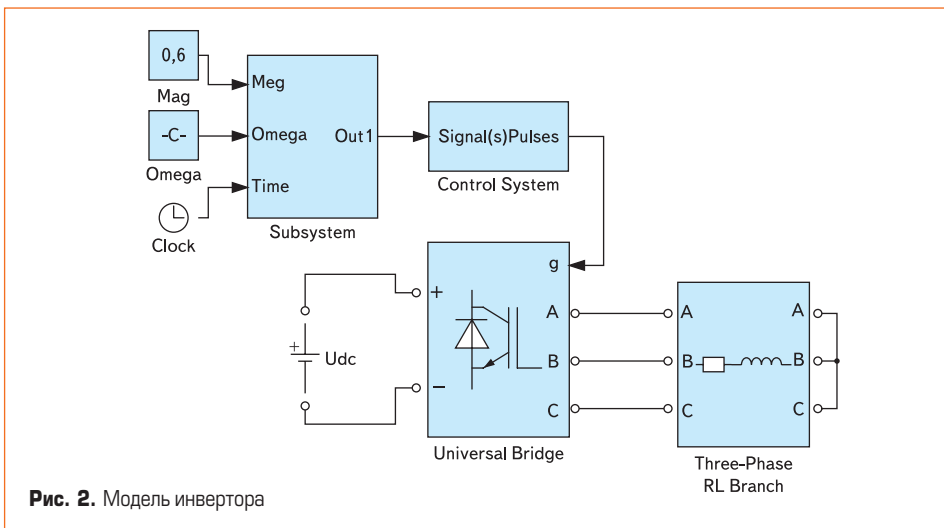 0,6
Mag
-C-
Omega
Clock
Meg
Omega
Time
Out1
Subsystem
Signal(s)Pulses
Control System
+
Udc
+
−
g
A
B
C
Universal Bridge
A
B
C
A
B
C
Three-Phase
RL Branch
Рис. 2. Модель инвертора